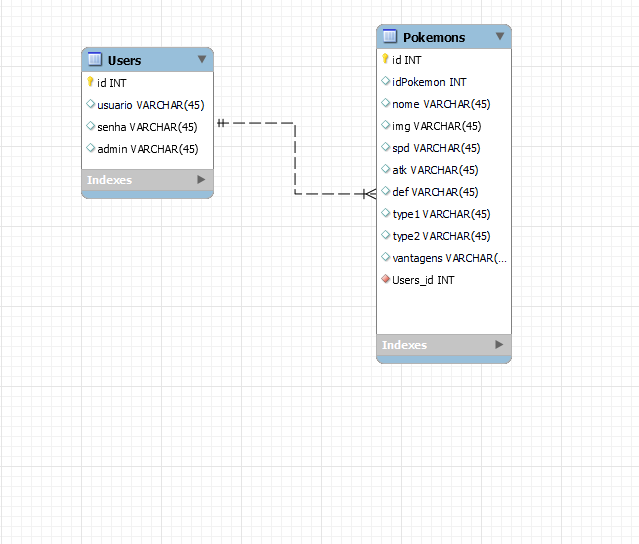 Users
id INT
usuario VARCHAR(45)
senha VARCHAR(45)
admin VARCHAR(45)
Indexes
Pokemons
id INT
idPokemon INT
nome VARCHAR(45)
img VARCHAR(45)
spd VARCHAR(45)
atk VARCHAR(45)
def VARCHAR(45)
type1 VARCHAR(45)
type2 VARCHAR(45)
vantagens VARCHAR(...
Users_id INT
Indexes